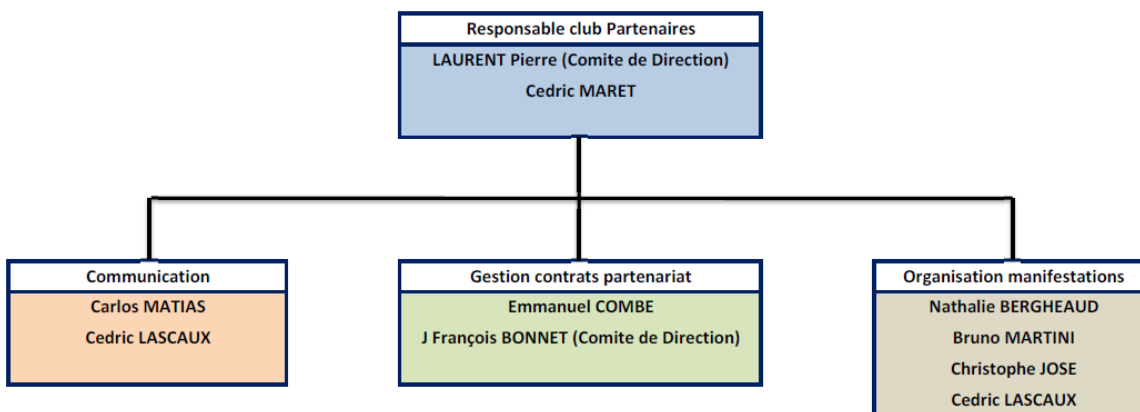 Responsable club Partenaires
LAURENT Pierre (Comite de Direction)
Cedric MARET
Communication
Carlos MATIAS
Cedric LASCAUX
Gestion contrats partenariat
Emmanuel COMBE
J François BONNET (Comite de Direction)
Organisation manifestations
Nathalie BERGHEAUD
Bruno MARTINI
Christophe JOSE
Cedric LASCAUX